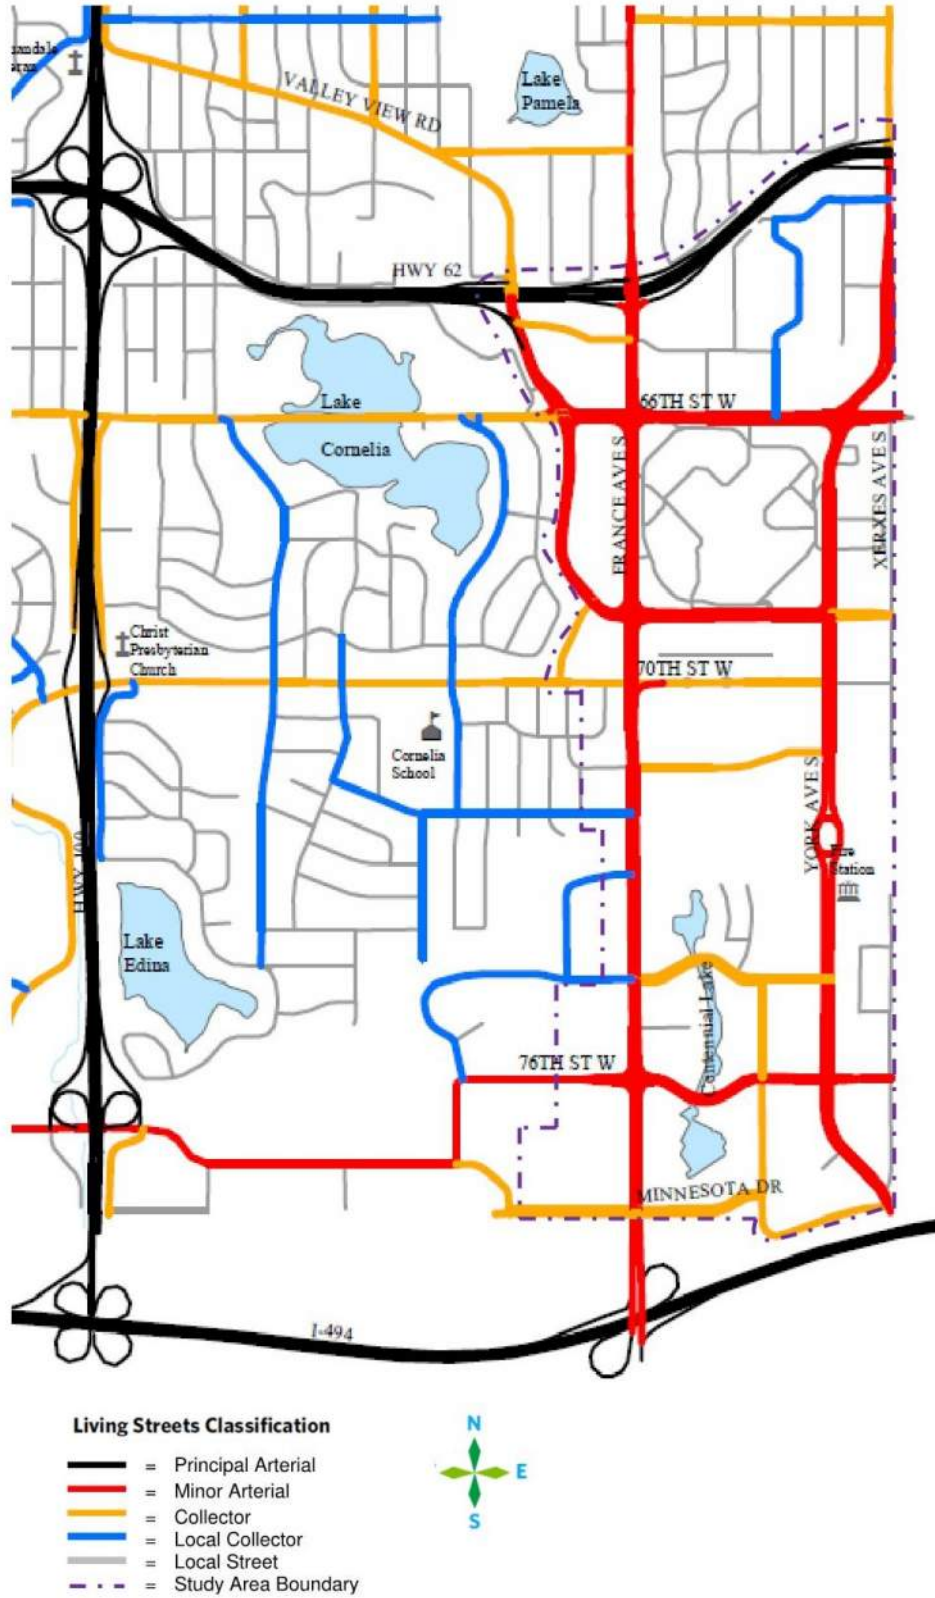 Lake
Pamela
VALLEY VIEW RD
HWY 62
Lake
Cornelia
66TH ST W
FRANCE AVE S
XERXES AVE S
Christ
Presbyterian
Church
70TH ST W
Cornelia
School
YORK AVE S
Station
HWY 100
Lake
Edina
Centennial Lake
76TH ST W
MINNESOTA DR
I-494
Living Streets Classification
= Principal Arterial
= Minor Arterial
= Collector
= Local Collector
= Local Street
= Study Area Boundary
N
E
S